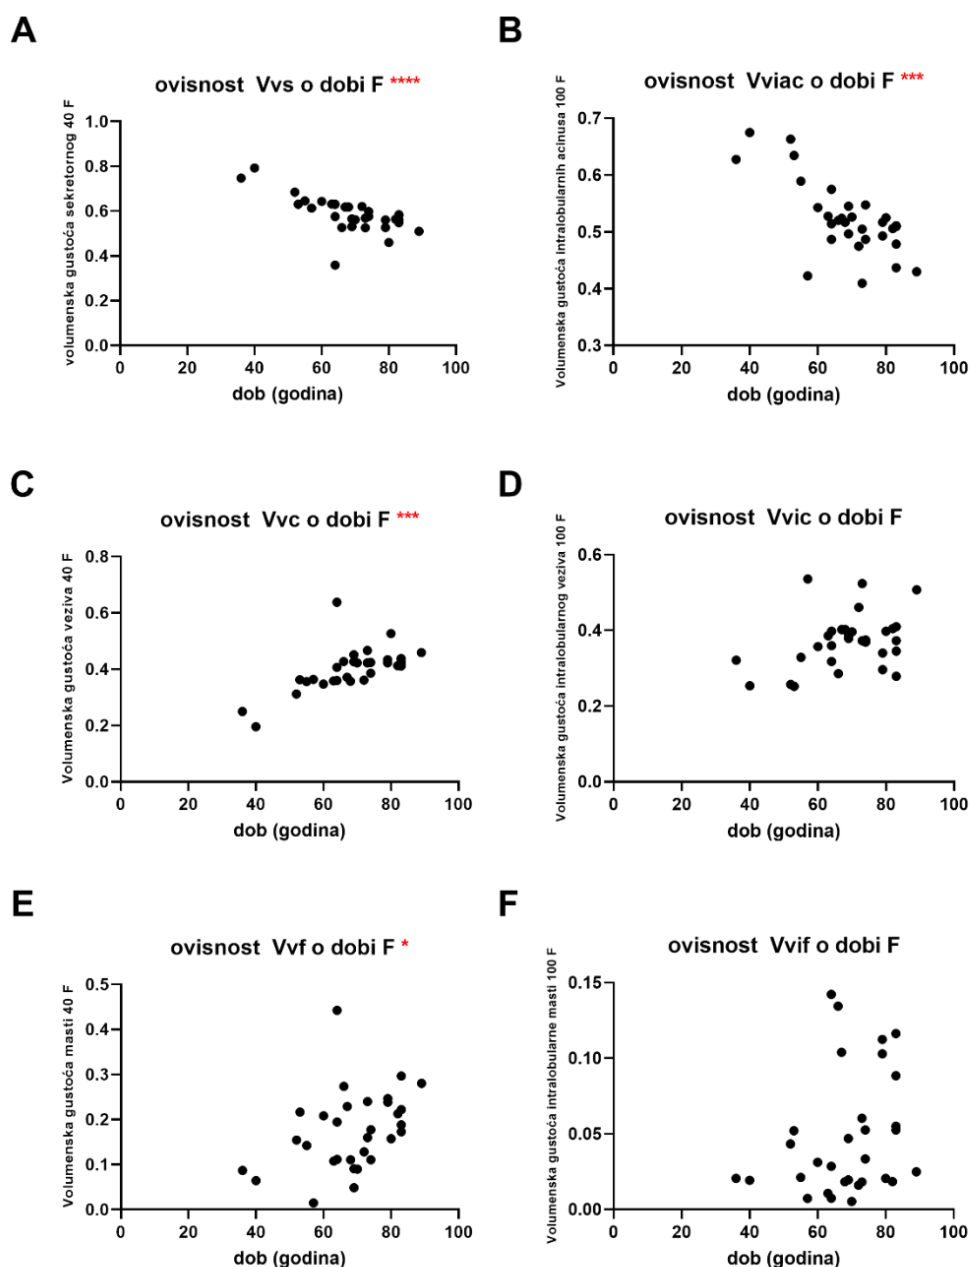 A
ovisnost Vvs o dobi F ****
volumenska gustoća sekretornog 40 F
1.0
0.8
0.6
0.4
0.2
0.0
0 20 40 60 80 100
dob (godina)
B
ovisnost Vviac o dobi F ***
Volumenska gustoća intralobularnih acinusa 100 F
0.7
0.6
0.5
0.4
0.3
0 20 40 60 80 100
dob (godina)
C
ovisnost Vvc o dobi F ***
Volumenska gustoća veziva 40 F
0.8
0.6
0.4
0.2
0.0
0 20 40 60 80 100
dob (godina)
D
ovisnost Vvic o dobi F
Volumenska gustoća intralobularnog veziva 100 F
0.6
0.4
0.2
0.0
0 20 40 60 80 100
dob (godina)
E
ovisnost Vvf o dobi F *
Volumenska gustoća masti 40 F
0.5
0.4
0.3
0.2
0.1
0.0
0 20 40 60 80 100
dob (godina)
F
ovisnost Vvif o dobi F
Volumenska gustoća intralobularne masti 100 F
0.15
0.10
0.05
0.00
0 20 40 60 80 100
dob (godina)